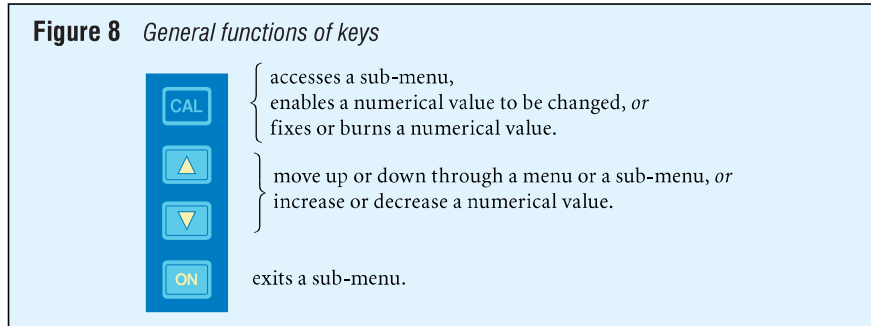 Figure 8 General functions of keys
CAL
accesses a sub-menu,
enables a numerical value to be changed, or
fixes or burns a numerical value.
move up or down through a menu or a sub-menu, or
increase or decrease a numerical value.
ON
exits a sub-menu.